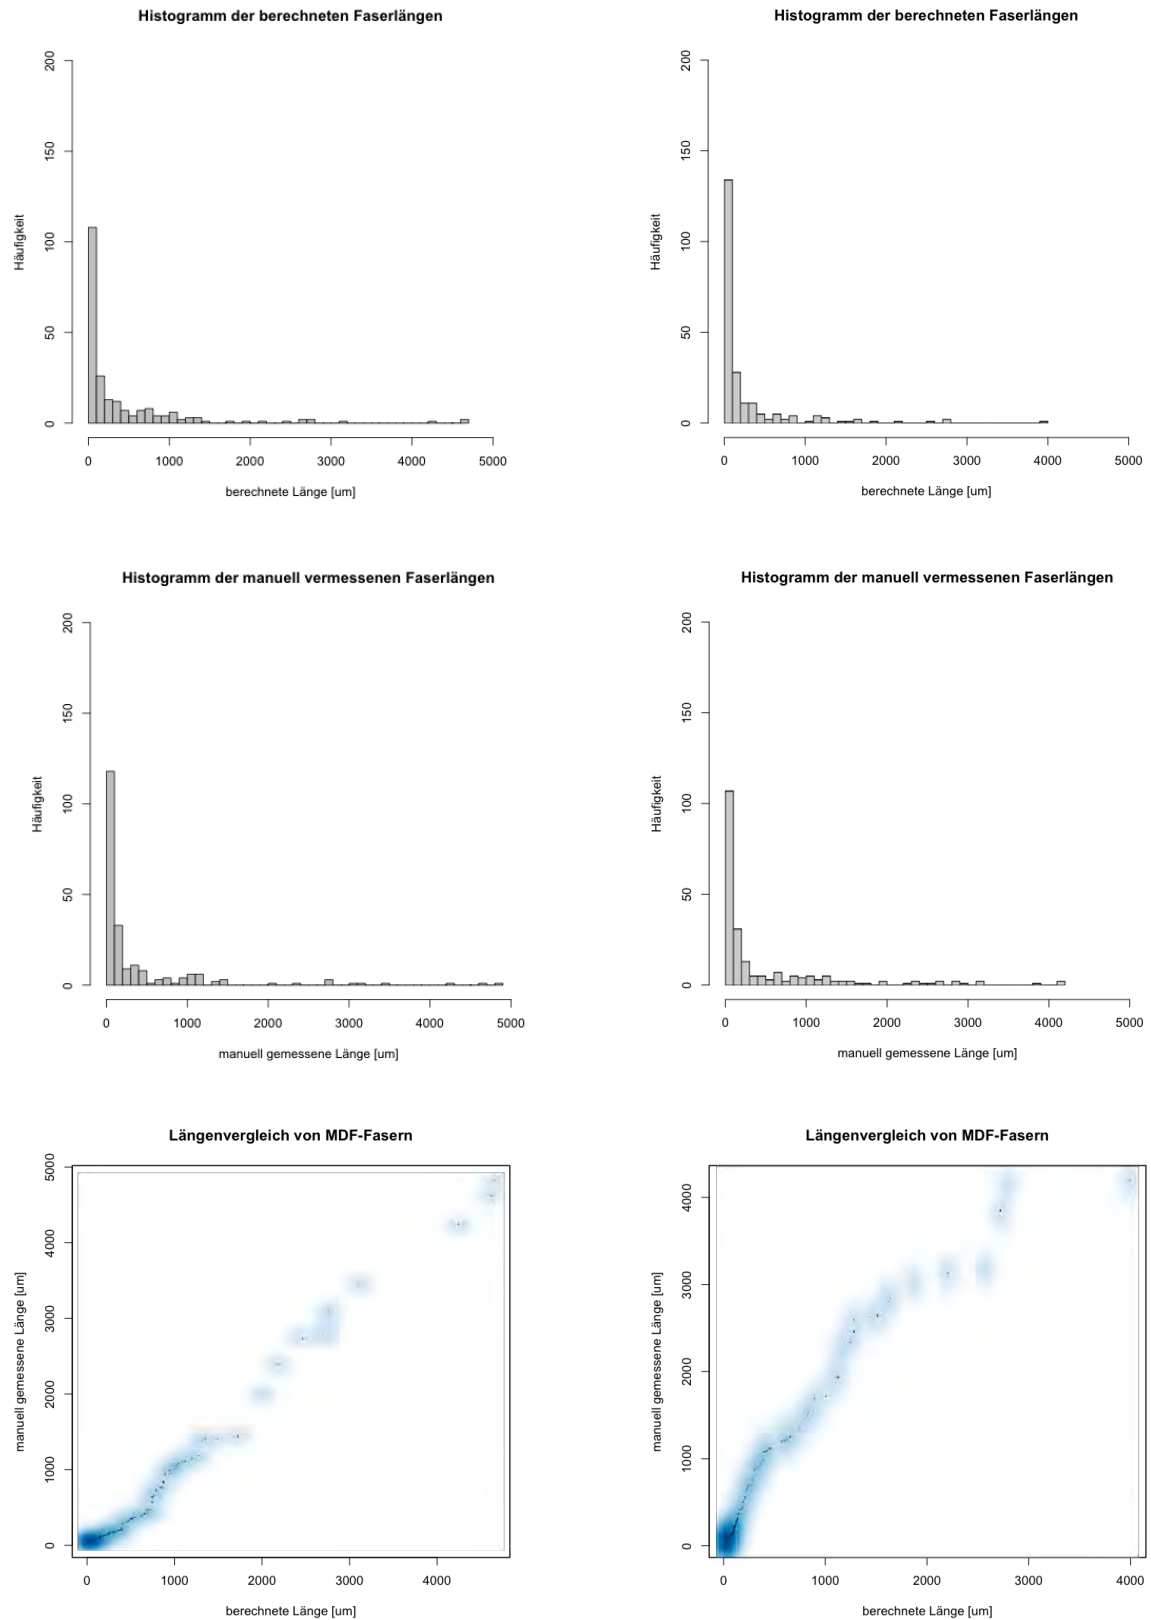 Histogramm der berechneten Faserlängen
Häufigkeit
200
150
100
50
0
0 1000 2000 3000 4000 5000
berechnete Länge [um]
Histogramm der berechneten Faserlängen
Häufigkeit
200
150
100
50
0
0 1000 2000 3000 4000 5000
berechnete Länge [um]
Histogramm der manuell vermessenen Faserlängen
Häufigkeit
200
150
100
50
0
0 1000 2000 3000 4000 5000
manuell gemessene Länge [um]
Histogramm der manuell vermessenen Faserlängen
Häufigkeit
200
150
100
50
0
0 1000 2000 3000 4000 5000
manuell gemessene Länge [um]
Längenvergleich von MDF-Fasern
manuell gemessene Länge [um]
5000
4000
3000
2000
1000
0
0 1000 2000 3000 4000
berechnete Länge [um]
Längenvergleich von MDF-Fasern
manuell gemessene Länge [um]
4000
3000
2000
1000
0
0 1000 2000 3000 4000
berechnete Länge [um]